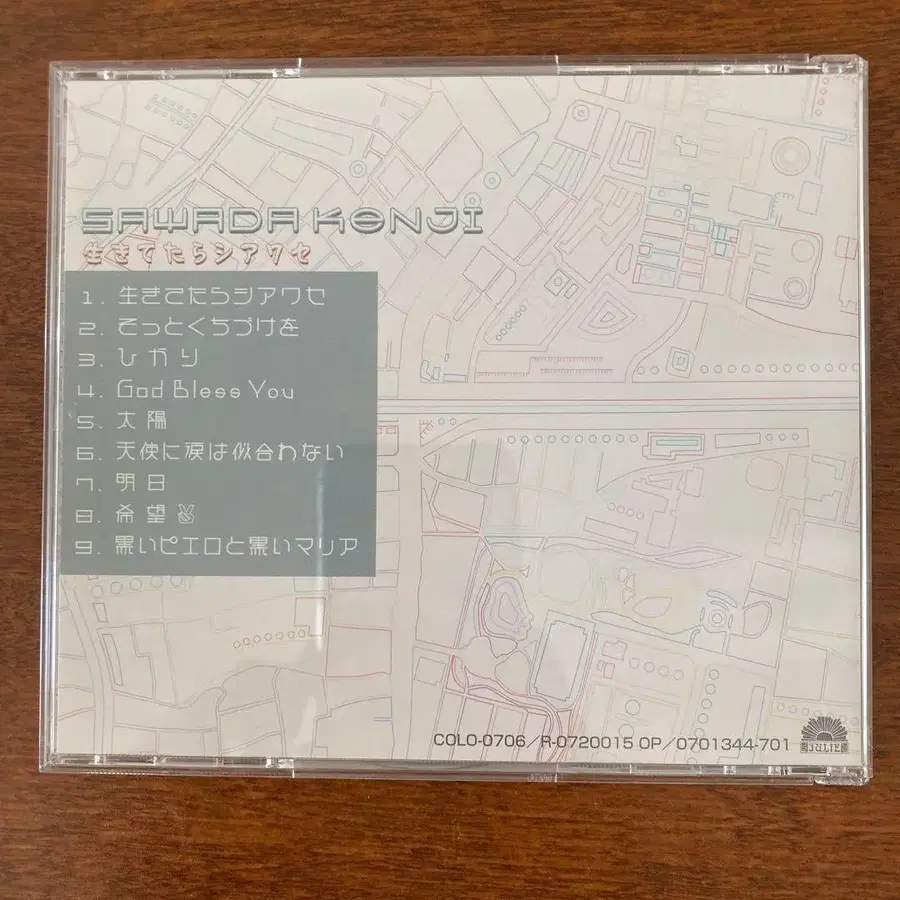 SAWADA KENJI
生きてたらシアワセ
1. 生きてたらシアワセ
2. そっとくちづけを
3. ひかり
4. God Bless You
5. 太陽
6. 天使に涙は似合わない
7. 明日
8. 希望✌
9. 黒いピエロと黒いマリア
COLO-0706/R-0720015 OP/0701344-701
JULIE